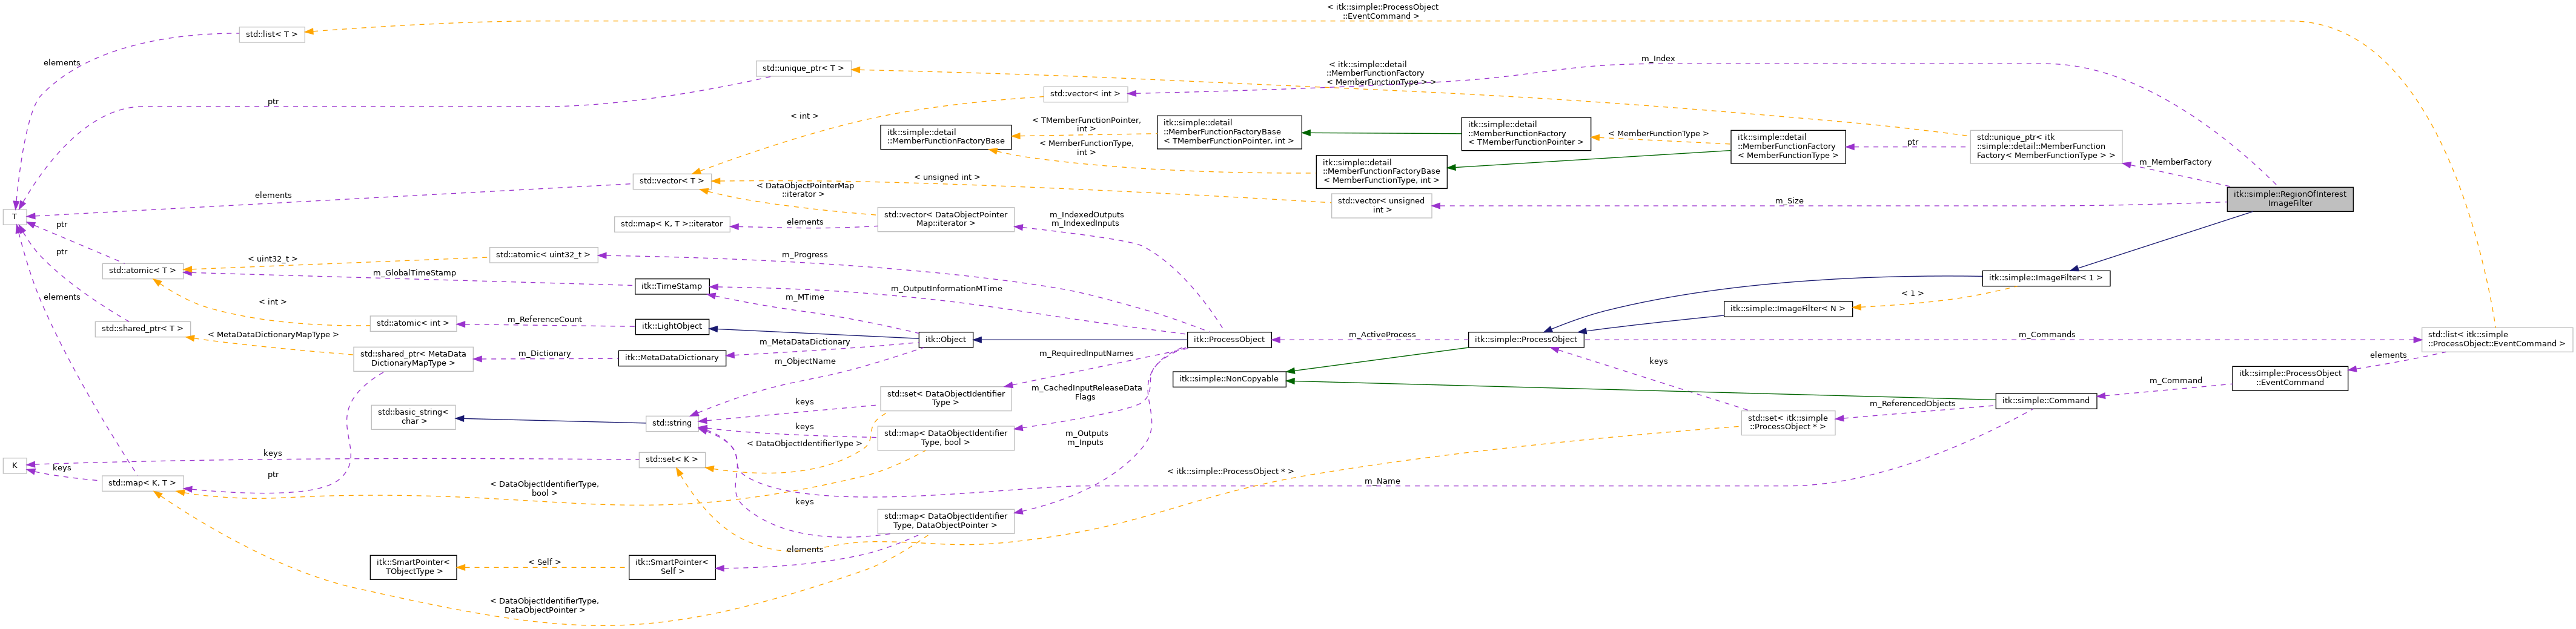 < itk::simple::ProcessObject
::EventCommand >
std::list< T >
elements
std::unique_ptr< T >
< itk::simple::detail
::MemberFunctionFactory
< MemberFunctionType > >
m_Index
ptr
std::vector< int >
< int >
itk::simple::detail
::MemberFunctionFactoryBase
< TMemberFunctionPointer,
int >
< MemberFunctionType,
int >
itk::simple::detail
::MemberFunctionFactoryBase
< TMemberFunctionPointer, int >
itk::simple::detail
::MemberFunctionFactory
< TMemberFunctionPointer >
< MemberFunctionType >
itk::simple::detail
::MemberFunctionFactory
< MemberFunctionType >
ptr
std::unique_ptr< itk
::simple::detail::MemberFunction
Factory< MemberFunctionType > >
m_MemberFactory
itk::simple::detail
::MemberFunctionFactoryBase
< MemberFunctionType, int >
std::vector< T >
< unsigned int >
elements
< DataObjectPointerMap
::iterator >
std::vector< unsigned
int >
m_Size
itk::simple::RegionOfInterest
ImageFilter
T
std::map< K, T >::iterator
elements
std::vector< DataObjectPointer
Map::iterator >
m_IndexedOutputs
m_IndexedInputs
ptr
ptr
std::atomic< T >
< uint32_t >
std::atomic< uint32_t >
m_Progress
m_GlobalTimeStamp
itk::TimeStamp
m_OutputInformationMTime
m_MTime
itk::simple::ImageFilter< 1 >
< 1 >
itk::simple::ImageFilter< N >
elements
< int >
std::shared_ptr< T >
std::atomic< int >
m_ReferenceCount
itk::LightObject
< MetaDataDictionaryMapType >
std::shared_ptr< MetaData
DictionaryMapType >
m_Dictionary
itk::MetaDataDictionary
m_MetaDataDictionary
m_ObjectName
itk::Object
itk::ProcessObject
m_ActiveProcess
itk::simple::ProcessObject
m_Commands
std::list< itk::simple
::ProcessObject::EventCommand >
elements
m_RequiredInputNames
itk::simple::NonCopyable
keys
itk::simple::ProcessObject
::EventCommand
m_Command
itk::simple::Command
m_ReferencedObjects
std::set< itk::simple
::ProcessObject * >
m_CachedInputReleaseData
Flags
std::set< DataObjectIdentifier
Type >
keys
std::basic_string<
char >
std::string
keys
std::map< DataObjectIdentifier
Type, bool >
m_Outputs
m_Inputs
< DataObjectIdentifierType >
K
keys
keys
std::set< K >
std::map< K, T >
ptr
< DataObjectIdentifierType,
bool >
< itk::simple::ProcessObject * >
m_Name
keys
std::map< DataObjectIdentifier
Type, DataObjectPointer >
elements
itk::SmartPointer<
TObjectType >
< Self >
itk::SmartPointer<
Self >
< DataObjectIdentifierType,
DataObjectPointer >